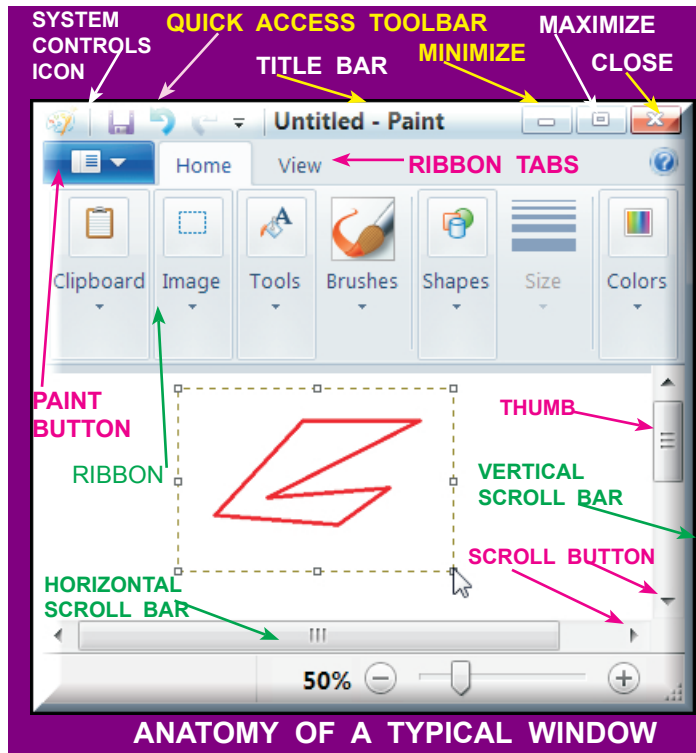 SYSTEM
CONTROLS
ICON
QUICK ACCESS TOOLBAR
TITLE BAR
MINIMIZE
MAXIMIZE
CLOSE
Untitled - Paint
Home
View
RIBBON TABS
Clipboard
Image
Tools
Brushes
Shapes
Size
Colors
PAINT
BUTTON
RIBBON
THUMB
VERTICAL
SCROLL BAR
SCROLL BUTTON
HORIZONTAL
SCROLL BAR
50%
ANATOMY OF A TYPICAL WINDOW